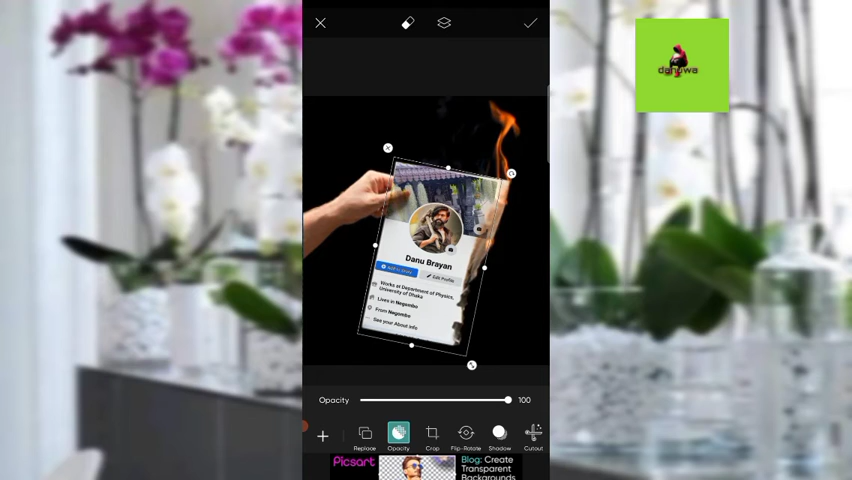 danuwa
Danu Brayan
Add to Story
Edit Profile
Works at Department of Physics,
University of Dhaka
Lives in Negombo
From Negombo
See your About info
Opacity
100
Replace
Opacity
Crop
Flip-Rotate
Shadow
Cutout
Picsart
Blog: Create
Transparent
Backgrounds